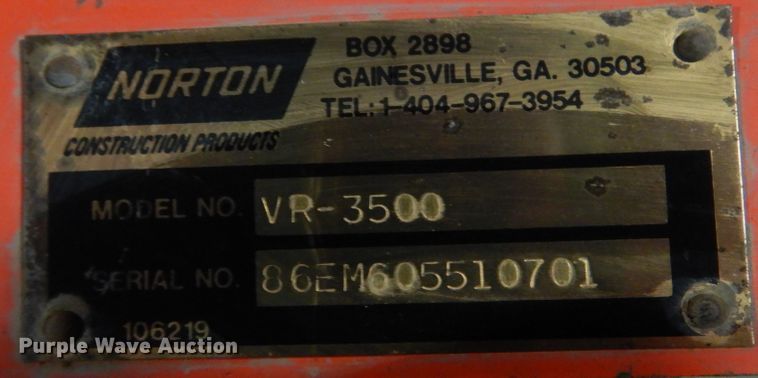 NORTON
CONSTRUCTION PRODUCTS
BOX 2898
GAINESVILLE, GA. 30503
TEL: 1-404-967-3954
MODEL NO. VR-3500
SERIAL NO. 86EM605510701
106219
Purple Wave Auction